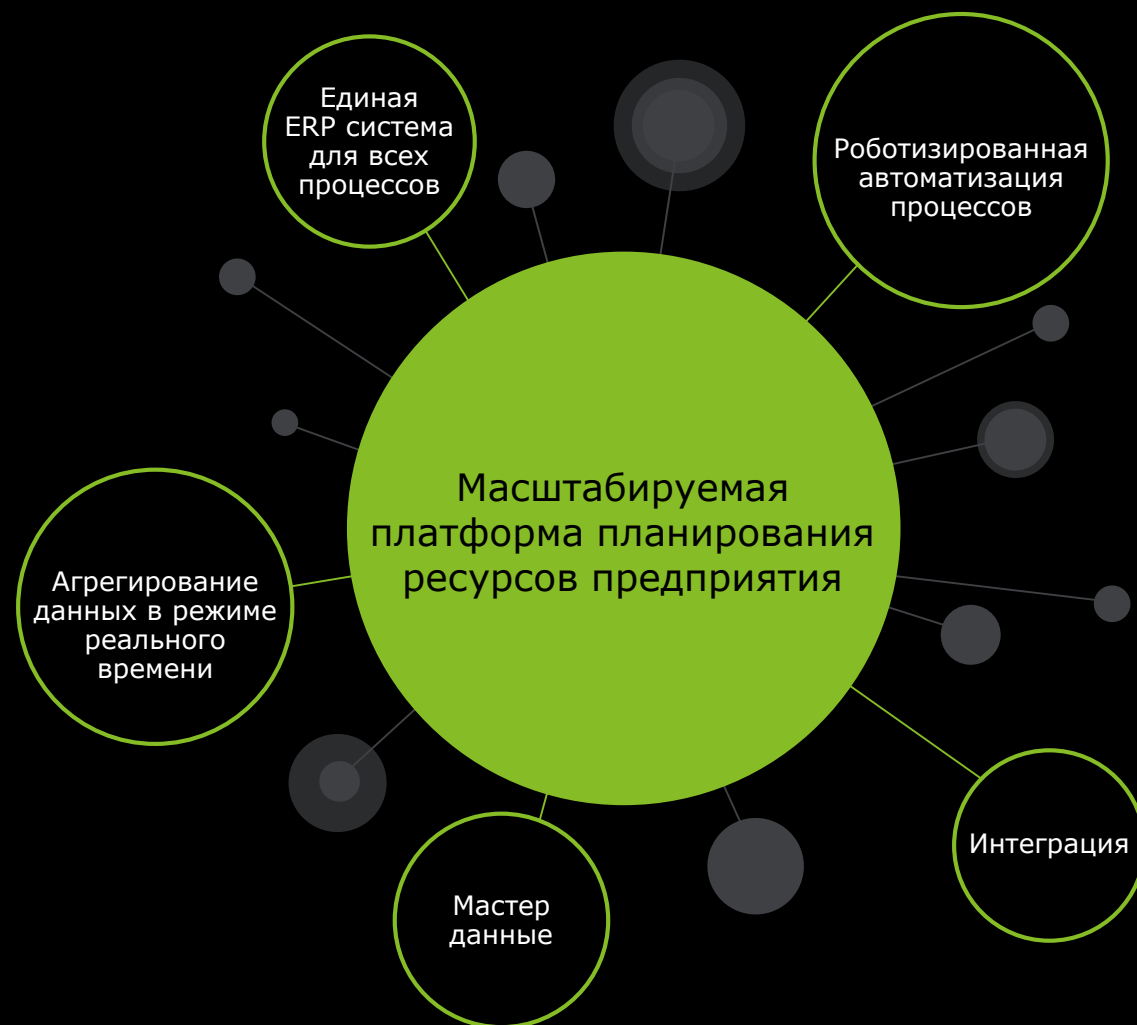 Единая
ERP система
для всех
процессов
Роботизированная
автоматизация
процессов
Масштабируемая
платформа планирования
ресурсов предприятия
Агрегирование
данных в режиме
реального
времени
Интеграция
Мастер
данные